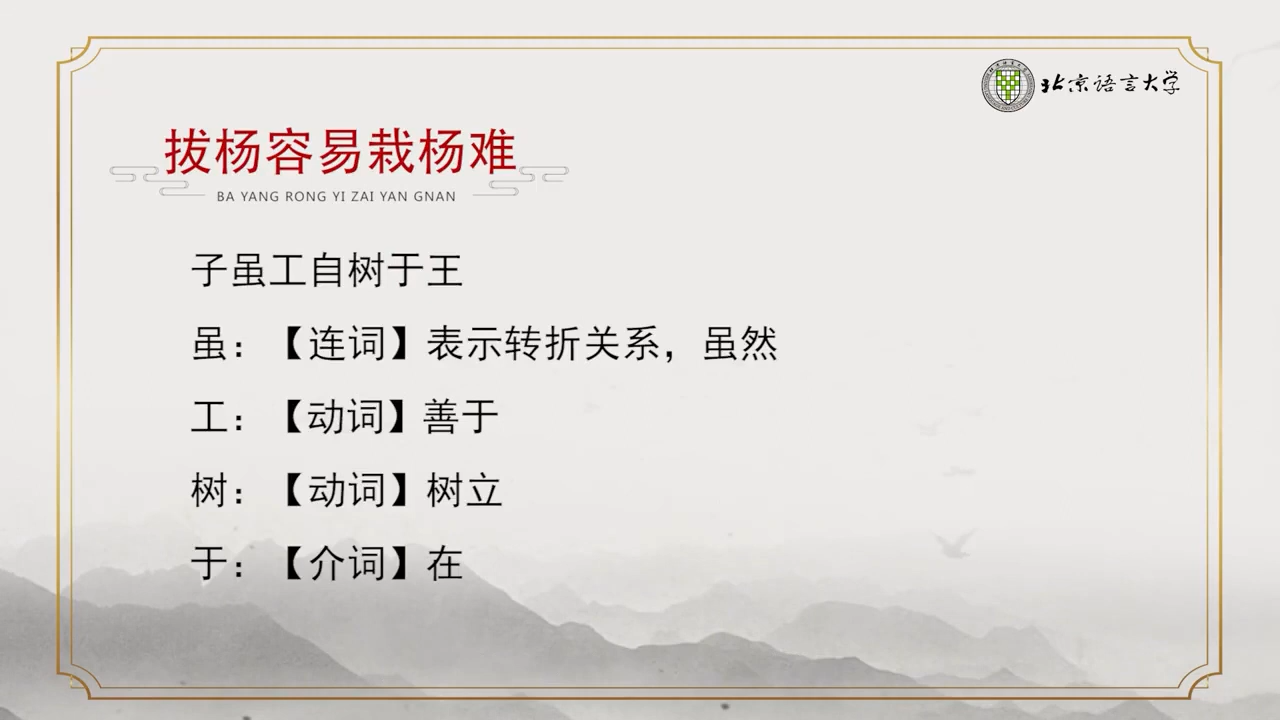 北京语言大学
拔杨容易栽杨难
BA YANG RONG YI ZAI YAN GNAN
子虽工自树于王
虽：【连词】表示转折关系，虽然
工：【动词】善于
树：【动词】树立
于：【介词】在